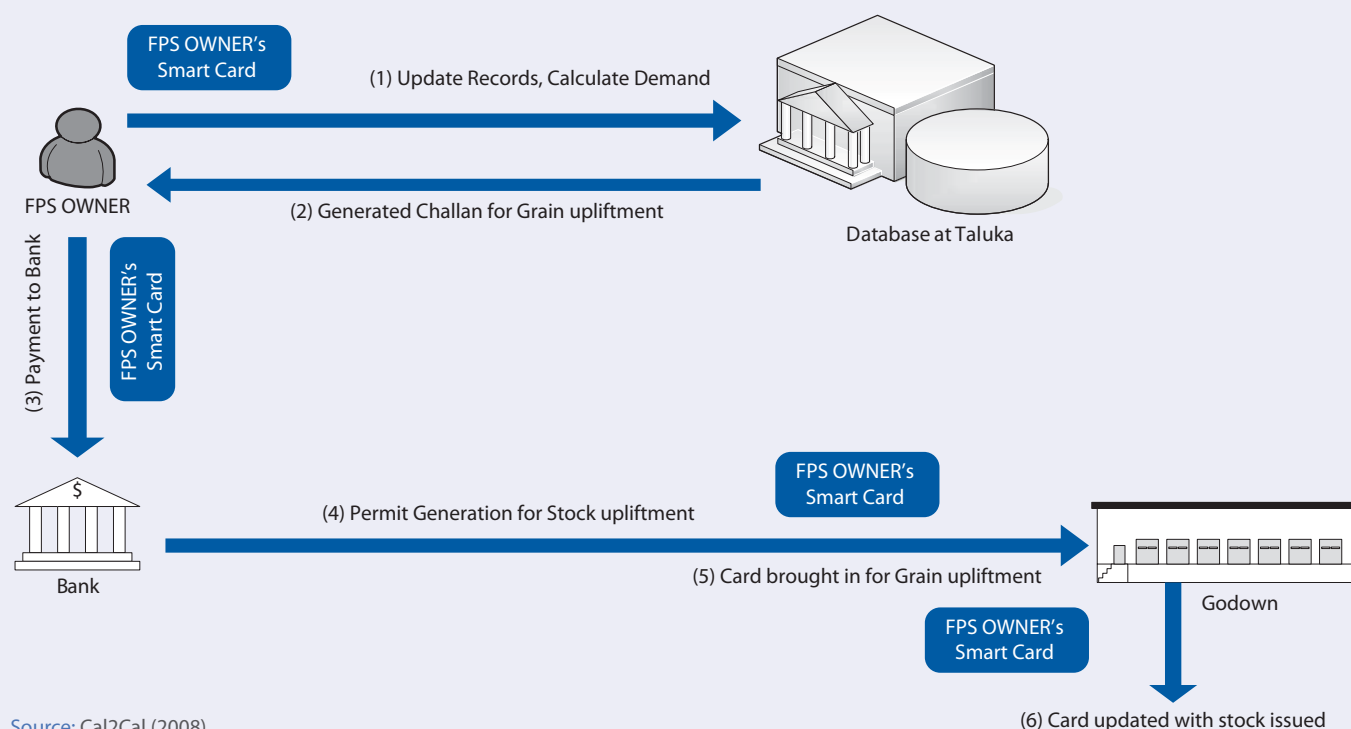 FPS OWNER's
Smart Card
(1) Update Records, Calculate Demand
FPS OWNER
(2) Generated Challan for Grain upliftment
Database at Taluka
(3) Payment to Bank
FPS OWNER's
Smart Card
$
Bank
(4) Permit Generation for Stock upliftment
FPS OWNER's
Smart Card
(5) Card brought in for Grain upliftment
Godown
FPS OWNER's
Smart Card
(6) Card updated with stock issued
Source: Cal2Cal (2008)